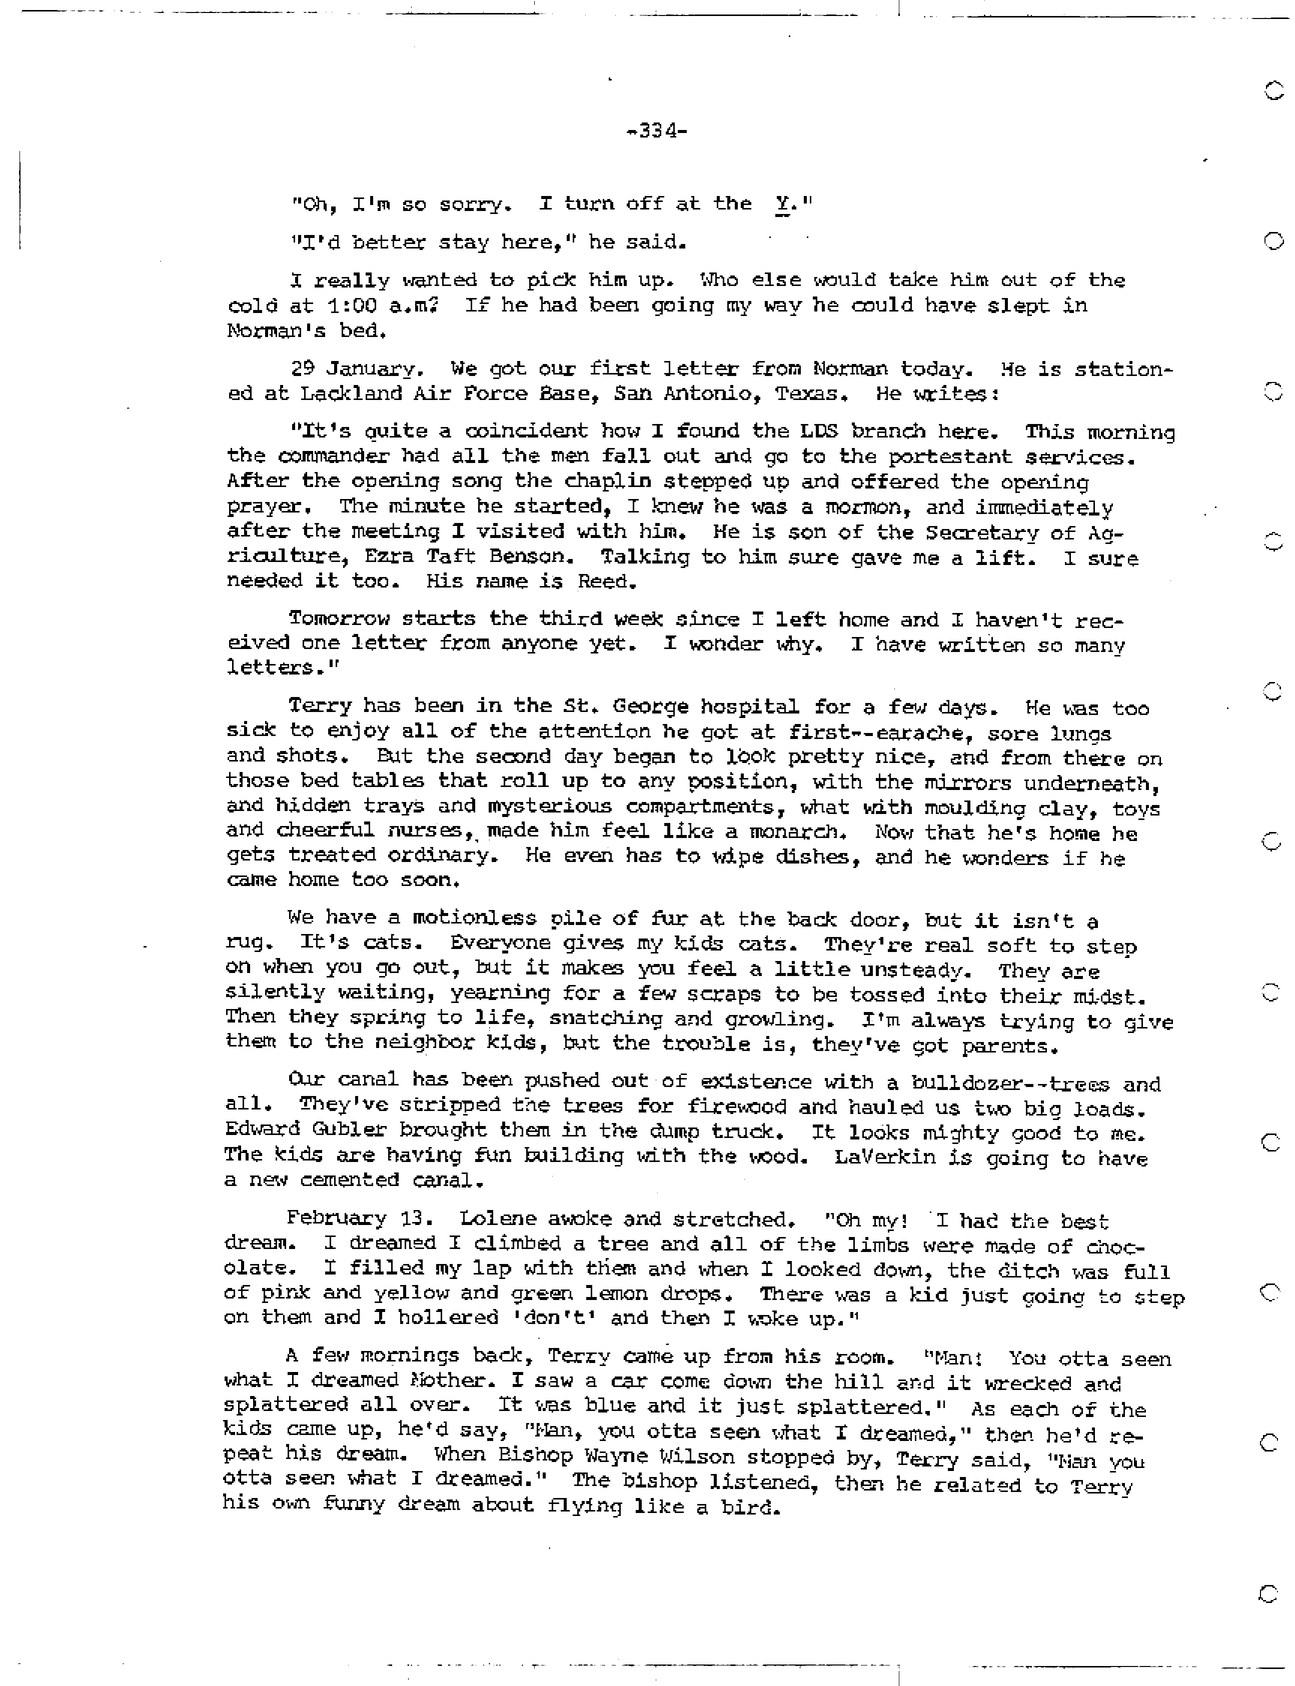 -334-
"Oh, I'm so sorry. I turn off at the Y."
"I'd better stay here," he said.
I really wanted to pick him up. Who else would take him out of the
cold at 1:00 a.m? If he had been going my way he could have slept in
Norman's bed.
29 January. We got our first letter from Norman today. He is station-
ed at Lackland Air Force Base, San Antonio, Texas. He writes:
"It's quite a coincident how I found the LDS branch here. This morning
the commander had all the men fall out and go to the portestant services.
After the opening song the chaplin stepped up and offered the opening
prayer. The minute he started, I knew he was a mormon, and immediately
after the meeting I visited with him. He is son of the Secretary of Ag-
riculture, Ezra Taft Benson. Talking to him sure gave me a lift. I sure
needed it too. His name is Reed.
Tomorrow starts the third week since I left home and I haven't rec-
eived one letter from anyone yet. I wonder why. I have written so many
letters."
Terry has been in the St. George hospital for a few days. He was too
sick to enjoy all of the attention he got at first--earache, sore lungs
and shots. But the second day began to look pretty nice, and from there on
those bed tables that roll up to any position, with the mirrors underneath,
and hidden trays and mysterious compartments, what with moulding clay, toys
and cheerful nurses, made him feel like a monarch. Now that he's home he
gets treated ordinary. He even has to wipe dishes, and he wonders if he
came home too soon.
We have a motionless pile of fur at the back door, but it isn't a
rug. It's cats. Everyone gives my kids cats. They're real soft to step
on when you go out, but it makes you feel a little unsteady. They are
silently waiting, yearning for a few scraps to be tossed into their midst.
Then they spring to life, snatching and growling. I'm always trying to give
them to the neighbor kids, but the trouble is, they've got parents.
Our canal has been pushed out of existence with a bulldozer--trees and
all. They've stripped the trees for firewood and hauled us two big loads.
Edward Gubler brought them in the dump truck. It looks mighty good to me.
The kids are having fun building with the wood. LaVerkin is going to have
a new cemented canal.
February 13. Lolene awoke and stretched. "Oh my! I had the best
dream. I dreamed I climbed a tree and all of the limbs were made of choc-
olate. I filled my lap with them and when I looked down, the ditch was full
of pink and yellow and green lemon drops. There was a kid just going to step
on them and I hollered 'don't' and then I woke up."
A few mornings back, Terry came up from his room. "Man! You otta seen
what I dreamed Mother. I saw a car come down the hill and it wrecked and
splattered all over. It was blue and it just splattered." As each of the
kids came up, he'd say, "Man, you otta seen what I dreamed," then he'd re-
peat his dream. When Bishop Wayne Wilson stopped by, Terry said, "Man you
otta seen what I dreamed." The bishop listened, then he related to Terry
his own funny dream about flying like a bird.